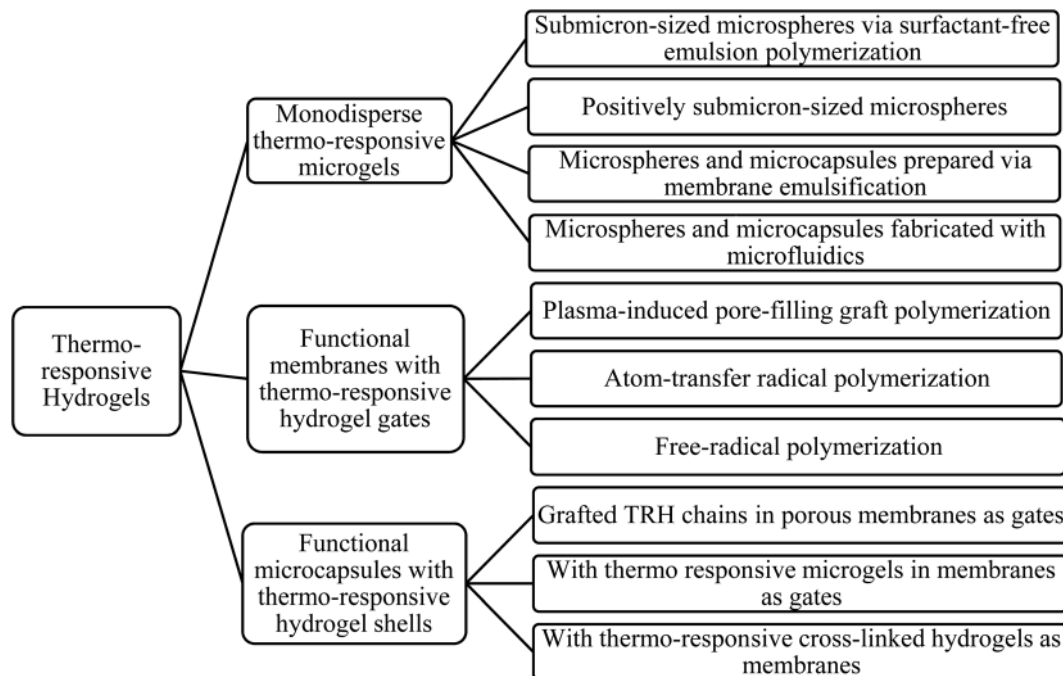 Thermo-
responsive
Hydrogels
Monodisperse
thermo-responsive
microgels
Submicron-sized microspheres via surfactant-free
emulsion polymerization
Positively submicron-sized microspheres
Microspheres and microcapsules prepared via
membrane emulsification
Microspheres and microcapsules fabricated with
microfluidics
Functional
membranes with
thermo-responsive
hydrogel gates
Plasma-induced pore-filling graft polymerization
Atom-transfer radical polymerization
Free-radical polymerization
Functional
microcapsules with
thermo-responsive
hydrogel shells
Grafted TRH chains in porous membranes as gates
With thermo responsive microgels in membranes
as gates
With thermo-responsive cross-linked hydrogels as
membranes